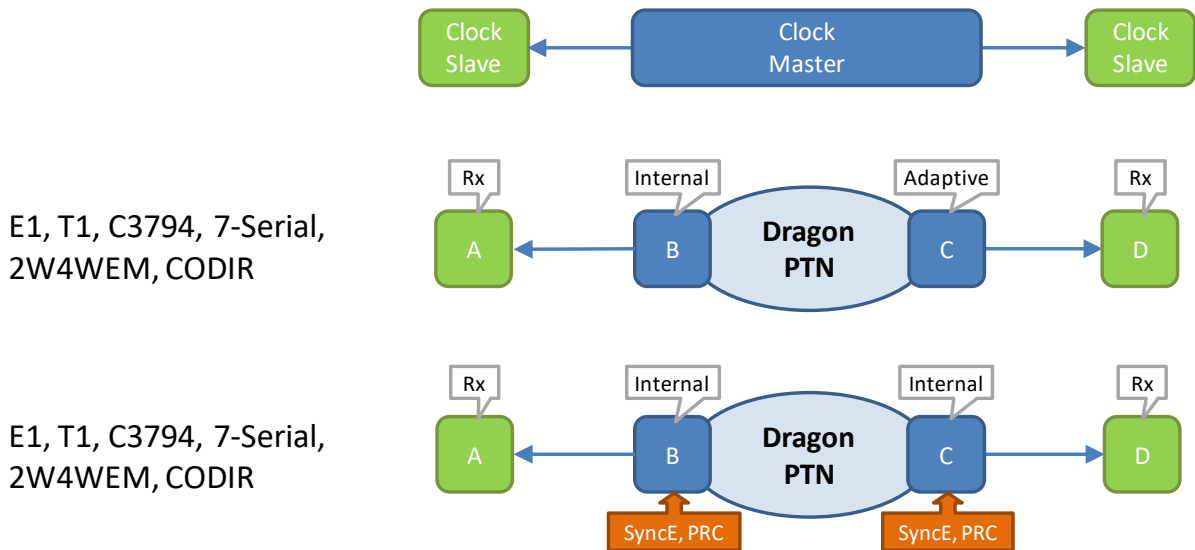 Clock
Slave
Clock
Master
Clock
Slave
Rx
Internal
Adaptive
Rx
E1, T1, C3794, 7-Serial,
2W4WEM, CODIR
A
B
Dragon
PTN
C
D
Rx
Internal
Internal
Rx
E1, T1, C3794, 7-Serial,
2W4WEM, CODIR
A
B
Dragon
PTN
C
D
SyncE, PRC
SyncE, PRC